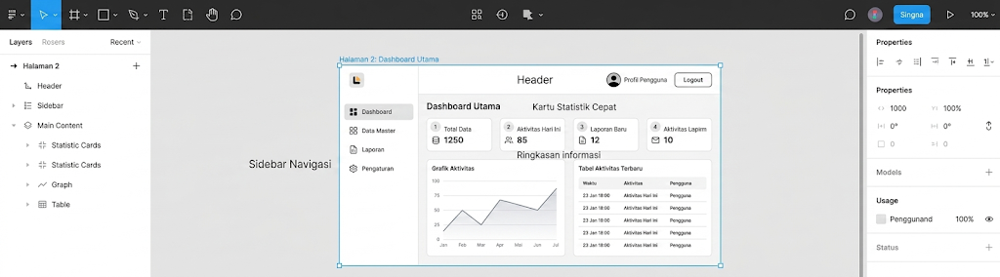 Singna
100%
Layers Rosers Recent
Halaman 2
Header
Sidebar
Main Content
Statistic Cards
Statistic Cards
Graph
Table
Halaman 2: Dashboard Utama
Header
Profil Pengguna
Logout
Sidebar Navigasi
Dashboard
Data Master
Laporan
Pengaturan
Dashboard Utama
Kartu Statistik Cepat
1 Total Data
1250
2 Aktivitas Hari Ini
85
3 Laporan Baru
12
4 Aktivitas Lapirm
10
Ringkasan informasi
Grafik Aktivitas
100
75
50
25
0
Jan Feb Mar Apr Mai Jun Jul
Tabel Aktivitas Terbaru
Waktu Aktivitas Pengguna
23 Jan 18:00 Aktivitas Hari Ini Pengguna
23 Jan 18:00 Aktivitas Hari Ini Pengguna
23 Jan 18:00 Aktivitas Hari Ini Pengguna
23 Jan 18:00 Aktivitas Hari Ini Pengguna
23 Jan 18:00 Aktivitas Hari Ini Pengguna
Properties
Properties
1000 100%
0° 0°
0 0
Models
Usage
Penggunand 100%
Status